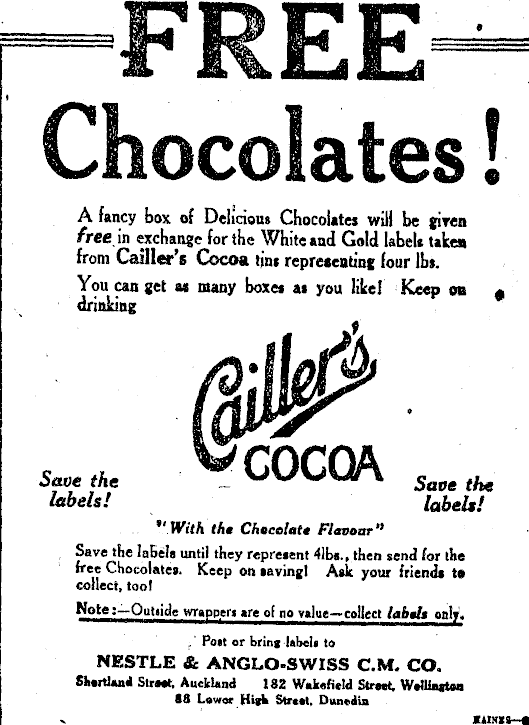 FREE
Chocolates!
A fancy box of Delicious Chocolates will be given
free in exchange for the White and Gold labels taken
from Cailler's Cocoa tins representing four lbs.
You can get as many boxes as you like! Keep on
drinking
Cailler's
COCOA
Save the
labels!
Save the
labels!
"With the Chocolate Flavour"
Save the labels until they represent 4lbs., then send for the
free Chocolates. Keep on saving! Ask your friends to
collect, too!
Note:—Outside wrappers are of no value—collect labels only.
Post or bring labels to
NESTLE & ANGLO-SWISS C.M. CO.
Shortland Street, Auckland 182 Wakefield Street, Wellington
88 Lower High Street, Dunedin
HAINES—